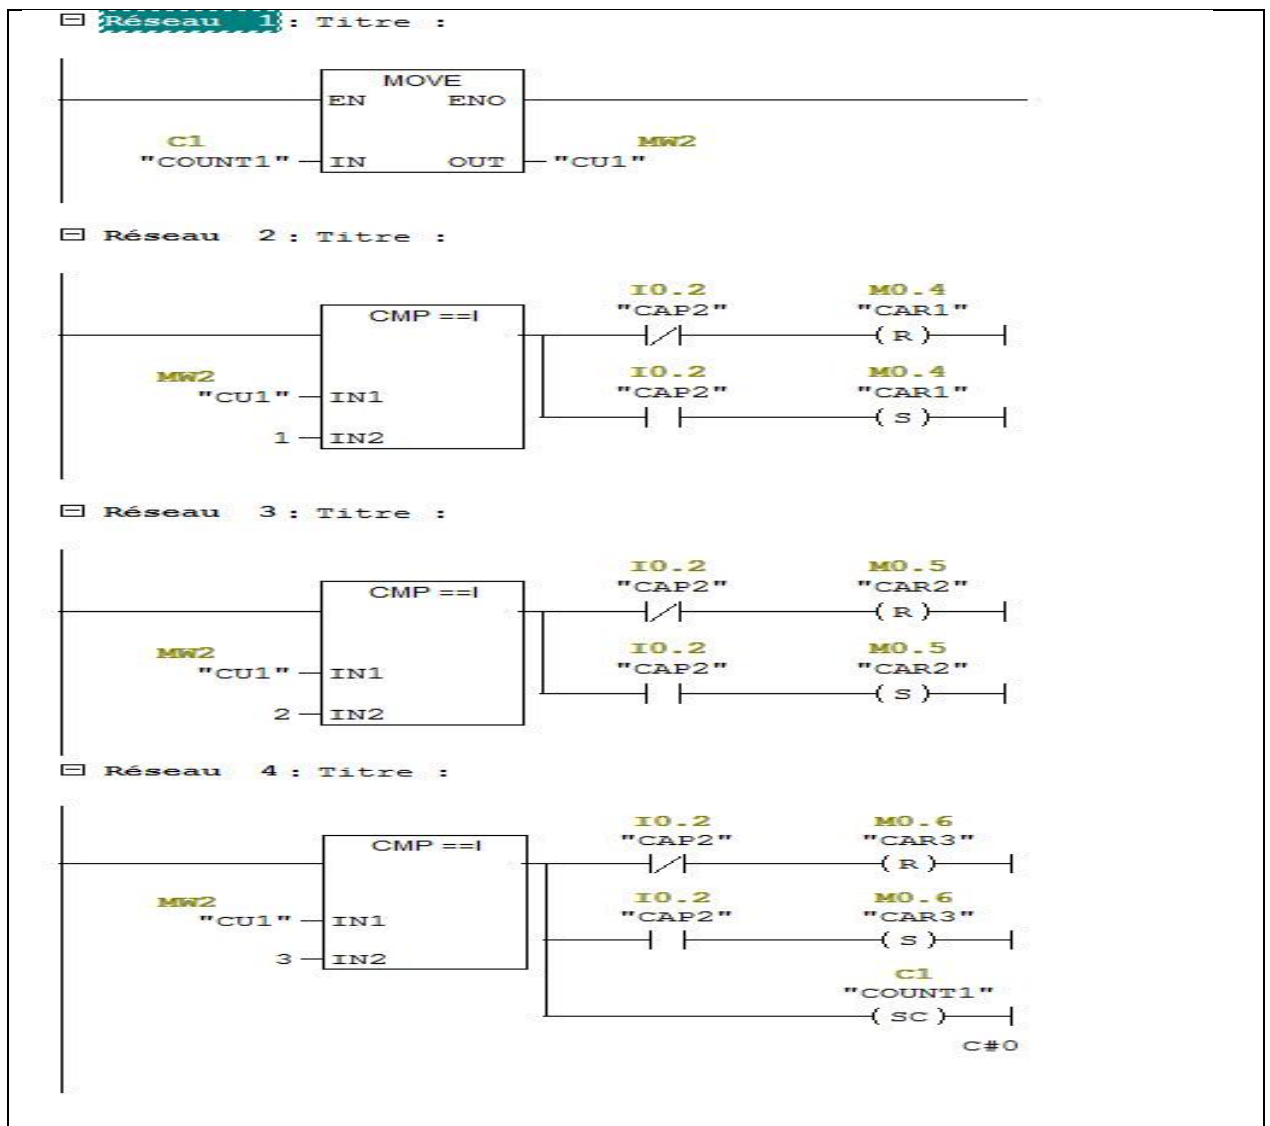 Réseau 1 : Titre :
MOVE
EN ENO
C1 MW2
"COUNT1" IN OUT "CU1"
Réseau 2 : Titre :
I0.2 M0.4
CMP ==I "CAP2" "CAR1"
( R )
MW2 I0.2 M0.4
"CU1" IN1 "CAP2" "CAR1"
( S )
1 IN2
Réseau 3 : Titre :
I0.2 M0.5
CMP ==I "CAP2" "CAR2"
( R )
MW2 I0.2 M0.5
"CU1" IN1 "CAP2" "CAR2"
( S )
2 IN2
Réseau 4 : Titre :
I0.2 M0.6
CMP ==I "CAP2" "CAR3"
( R )
MW2 I0.2 M0.6
"CU1" IN1 "CAP2" "CAR3"
( S )
3 IN2
C1
"COUNT1"
( SC )
C#0